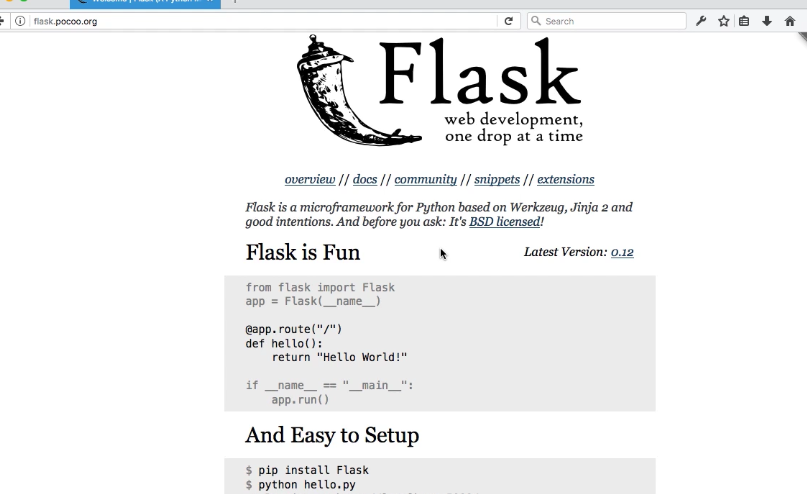 Welcome | Flask (A Python
flask.pocoo.org
Search
Flask
web development,
one drop at a time
overview // docs // community // snippets // extensions
Flask is a microframework for Python based on Werkzeug, Jinja 2 and
good intentions. And before you ask: It's BSD licensed!
Flask is Fun
Latest Version: 0.12
from flask import Flask
app = Flask(__name__)
@app.route("/")
def hello():
    return "Hello World!"
if __name__ == "__main__":
    app.run()
And Easy to Setup
$ pip install Flask
$ python hello.py